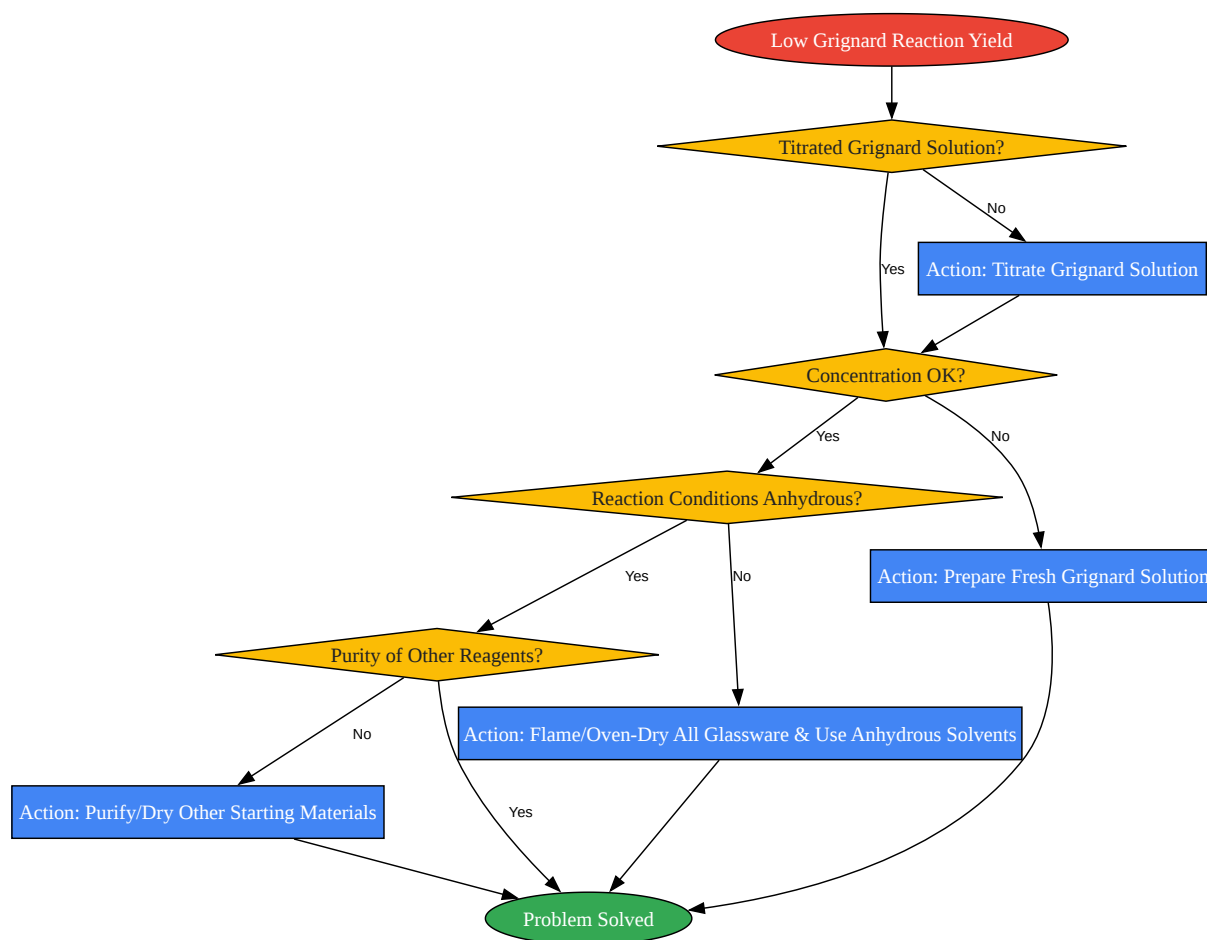 Low Grignard Reaction Yield
Titrated Grignard Solution?
No
Yes
Action: Titrate Grignard Solution
Concentration OK?
Yes
No
Reaction Conditions Anhydrous?
Yes
No
Action: Prepare Fresh Grignard Solution
Purity of Other Reagents?
No
Action: Flame/Oven-Dry All Glassware & Use Anhydrous Solvents
Yes
Action: Purify/Dry Other Starting Materials
Problem Solved